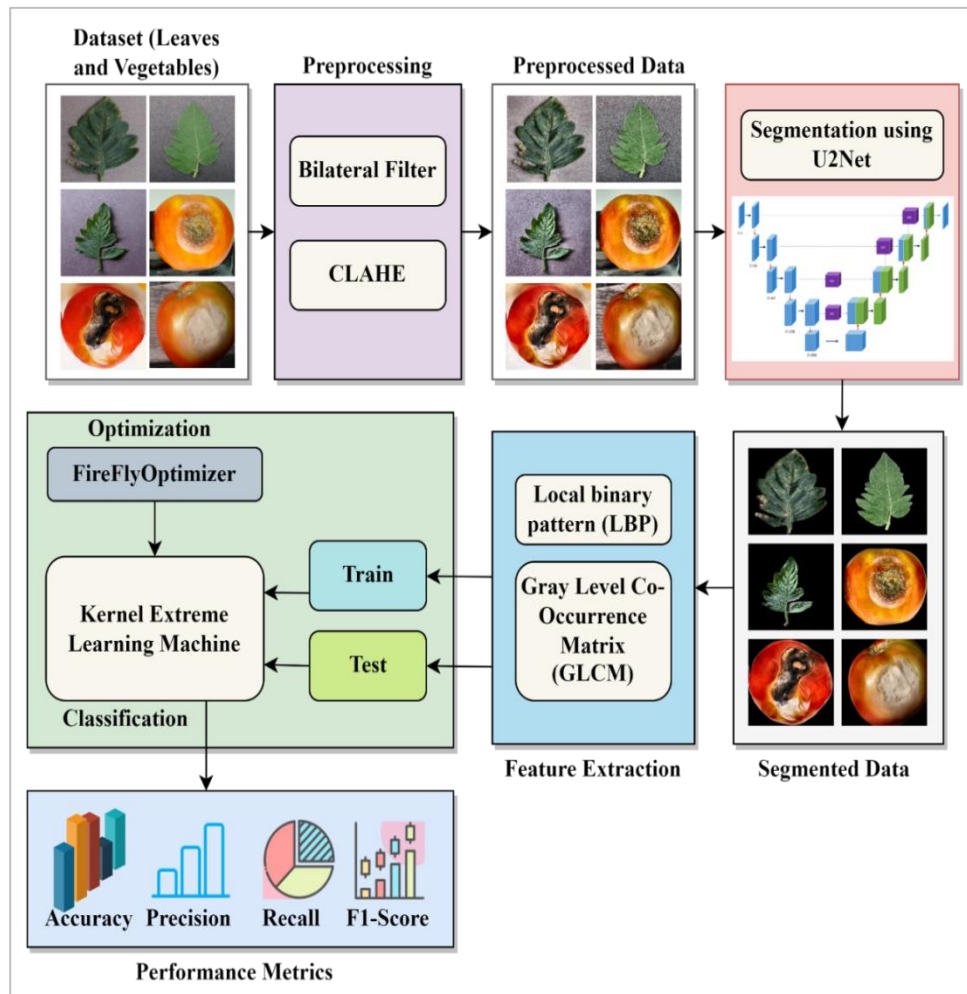 Dataset (Leaves
and Vegetables)
Preprocessing
Preprocessed Data
Bilateral Filter
CLAHE
Segmentation using
U2Net
Optimization
FireFlyOptimizer
Kernel Extreme
Learning Machine
Classification
Train
Test
Local binary
pattern (LBP)
Gray Level Co-
Occurrence
Matrix
(GLCM)
Feature Extraction
Segmented Data
Accuracy
Precision
Recall
F1-Score
Performance Metrics